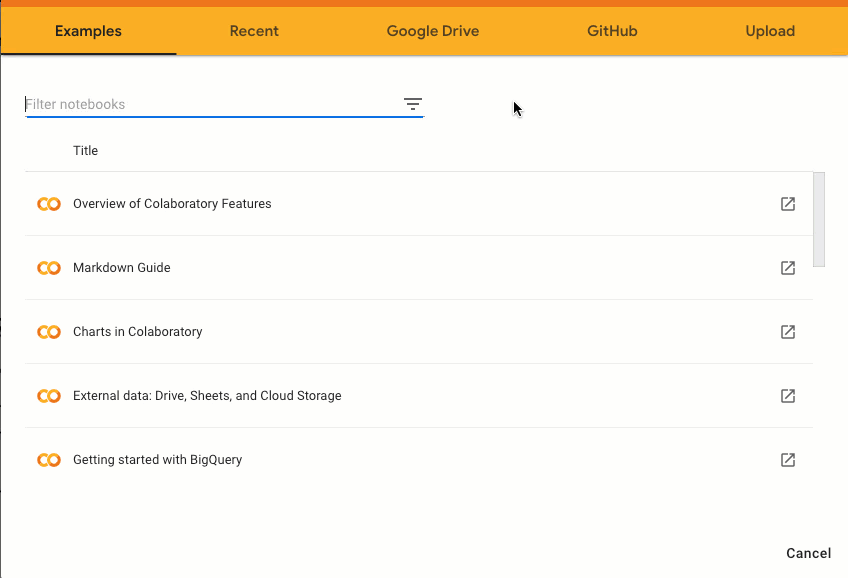 Examples Recent Google Drive GitHub Upload
Filter notebooks
Title
Overview of Colaboratory Features
Markdown Guide
Charts in Colaboratory
External data: Drive, Sheets, and Cloud Storage
Getting started with BigQuery
Cancel